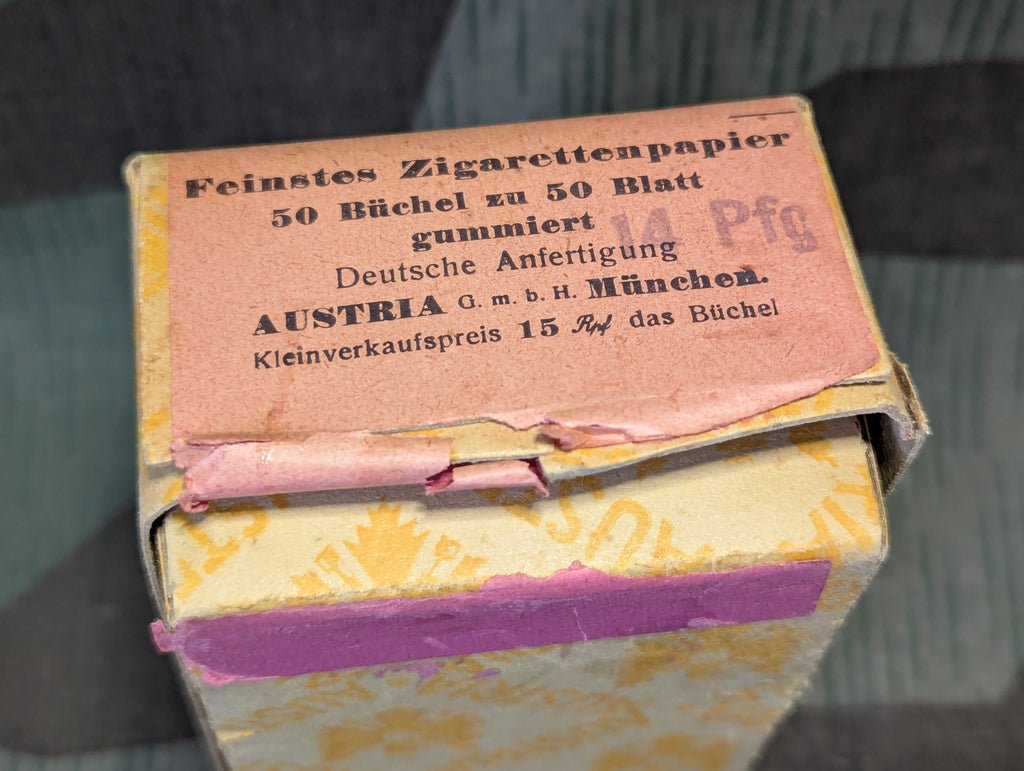 Feinstes Zigarettenpapier
50 Büchel zu 50 Blatt
gummiert
14 Pfg
Deutsche Anfertigung
AUSTRIA G. m. b. H. München.
Kleinverkaufspreis 15 Rpf das Büchel